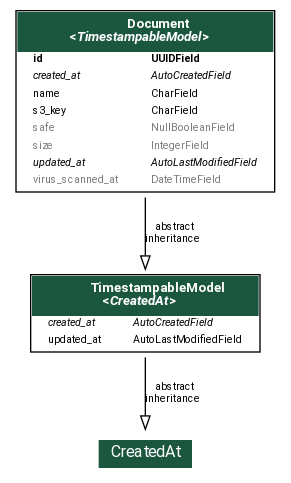 Document
<TimestampableModel>
id UUIDField
created_at AutoCreatedField
name CharField
s3_key CharField
safe NullBooleanField
size IntegerField
updated_at AutoLastModifiedField
virus_scanned_at DateTimeField
abstract
inheritance
TimestampableModel
<CreatedAt>
created_at AutoCreatedField
updated_at AutoLastModifiedField
abstract
inheritance
CreatedAt